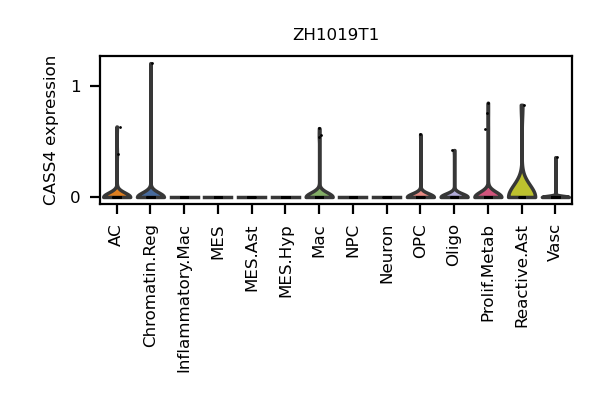 ZH1019T1
CASS4 expression
1
0
AC
Chromatin.Reg
Inflammatory.Mac
MES
MES.Ast
MES.Hyp
Mac
NPC
Neuron
OPC
Oligo
Prolif.Metab
Reactive.Ast
Vasc